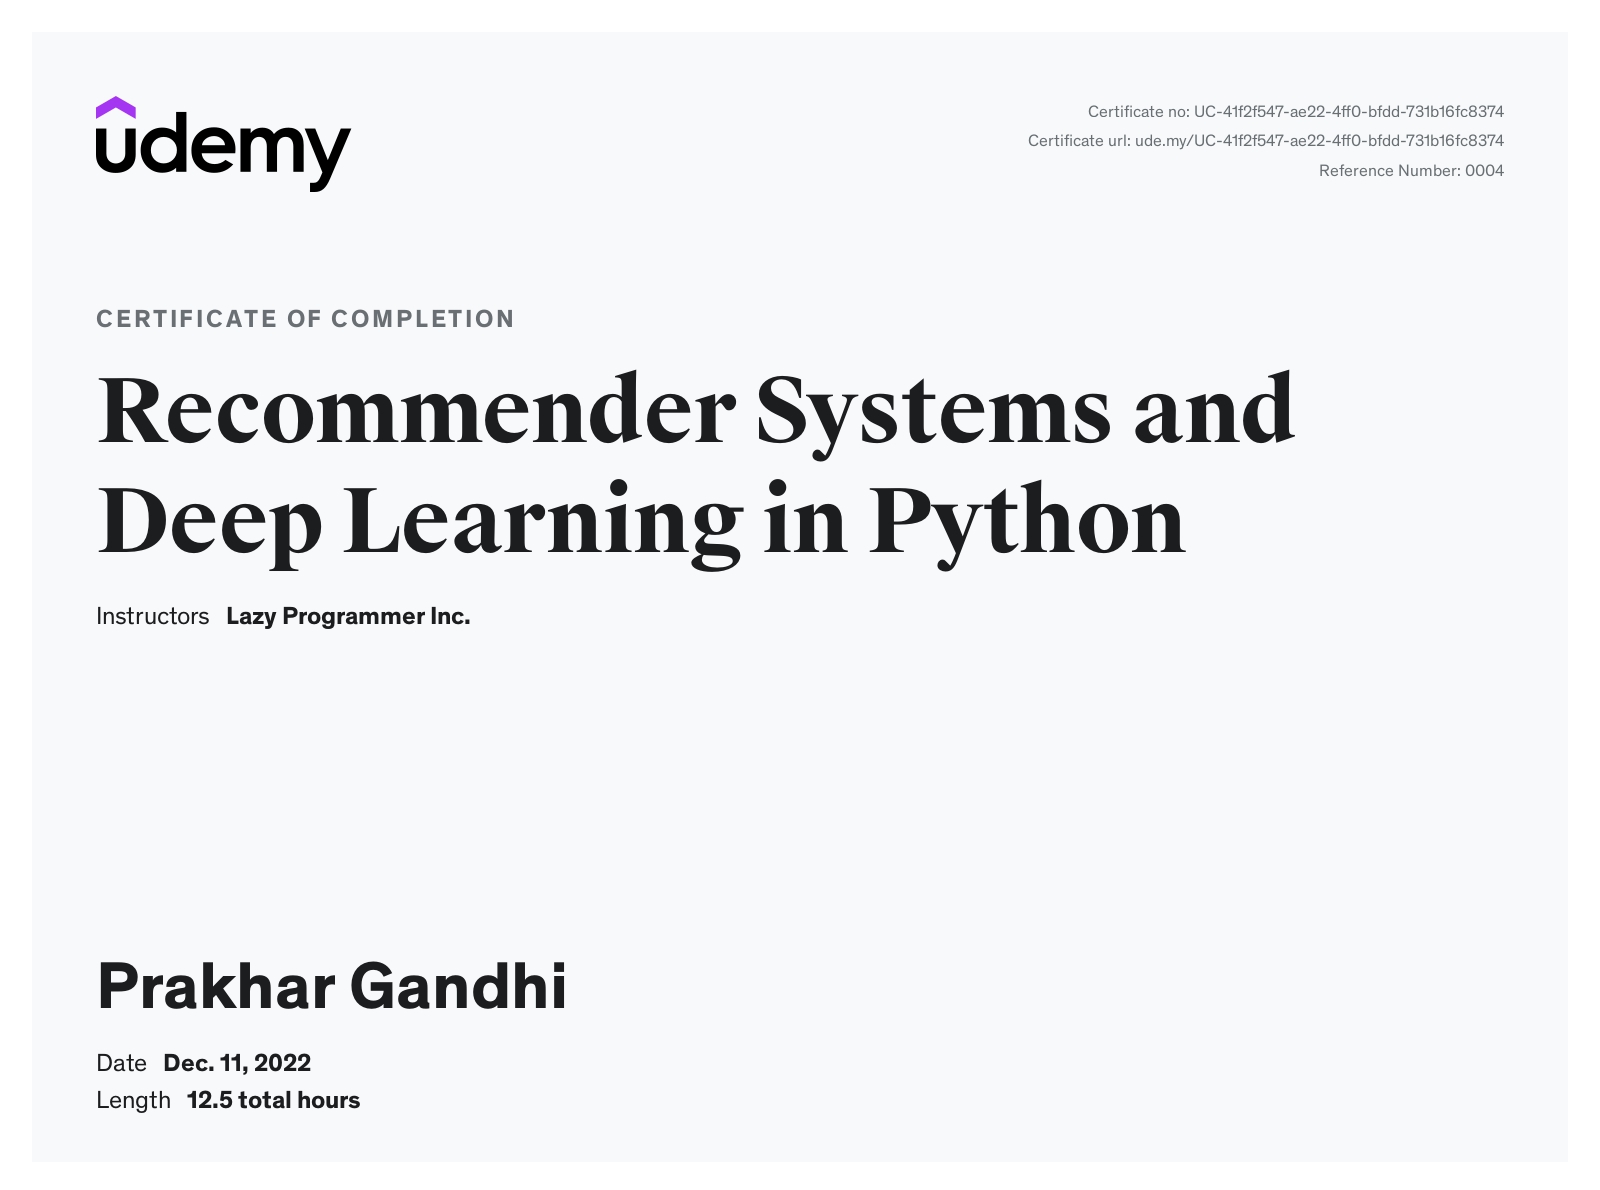 udemy
Certificate no: UC-41f2f547-ae22-4ff0-bfdd-731b16fc8374
Certificate url: ude.my/UC-41f2f547-ae22-4ff0-bfdd-731b16fc8374
Reference Number: 0004
CERTIFICATE OF COMPLETION
Recommender Systems and
Deep Learning in Python
Instructors Lazy Programmer Inc.
Prakhar Gandhi
Date Dec. 11, 2022
Length 12.5 total hours